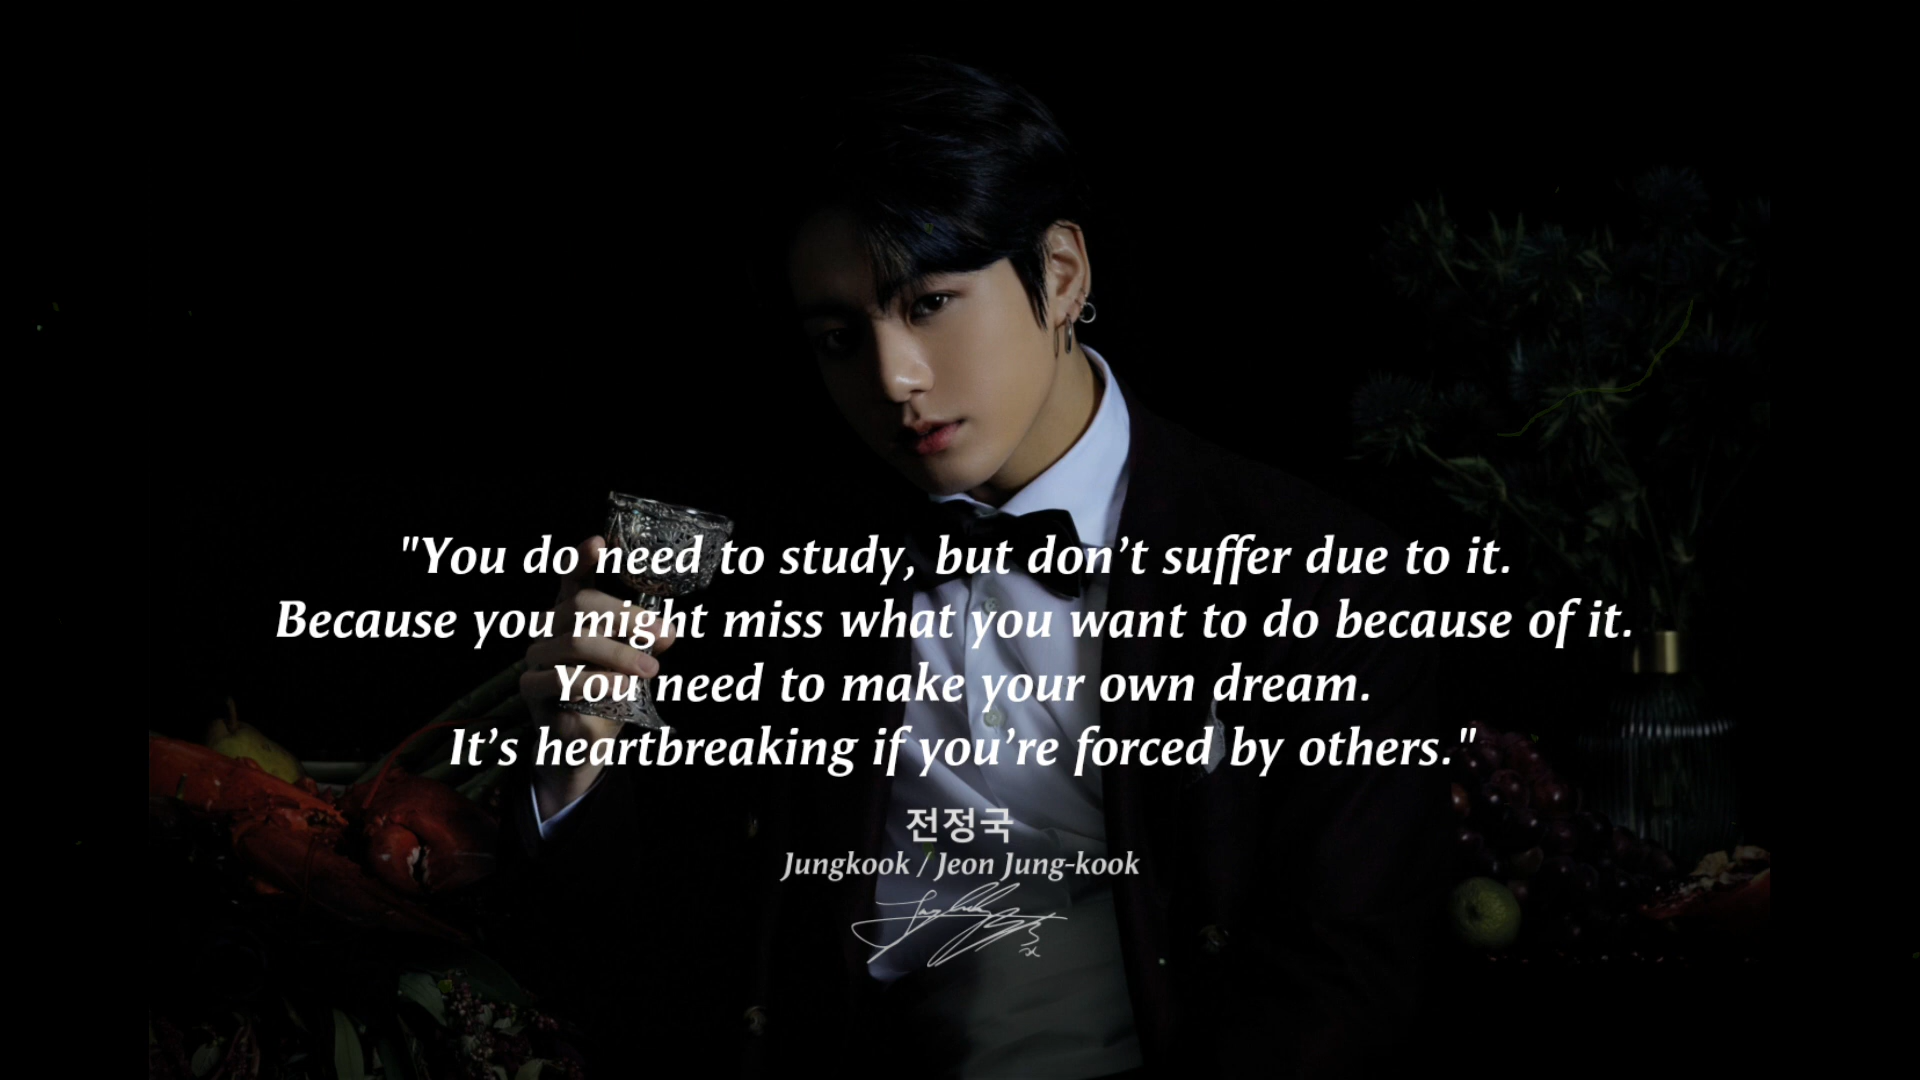 "You do need to study, but don’t suffer due to it.
Because you might miss what you want to do because of it.
You need to make your own dream.
It’s heartbreaking if you’re forced by others."
전정국
Jungkook / Jeon Jung-kook